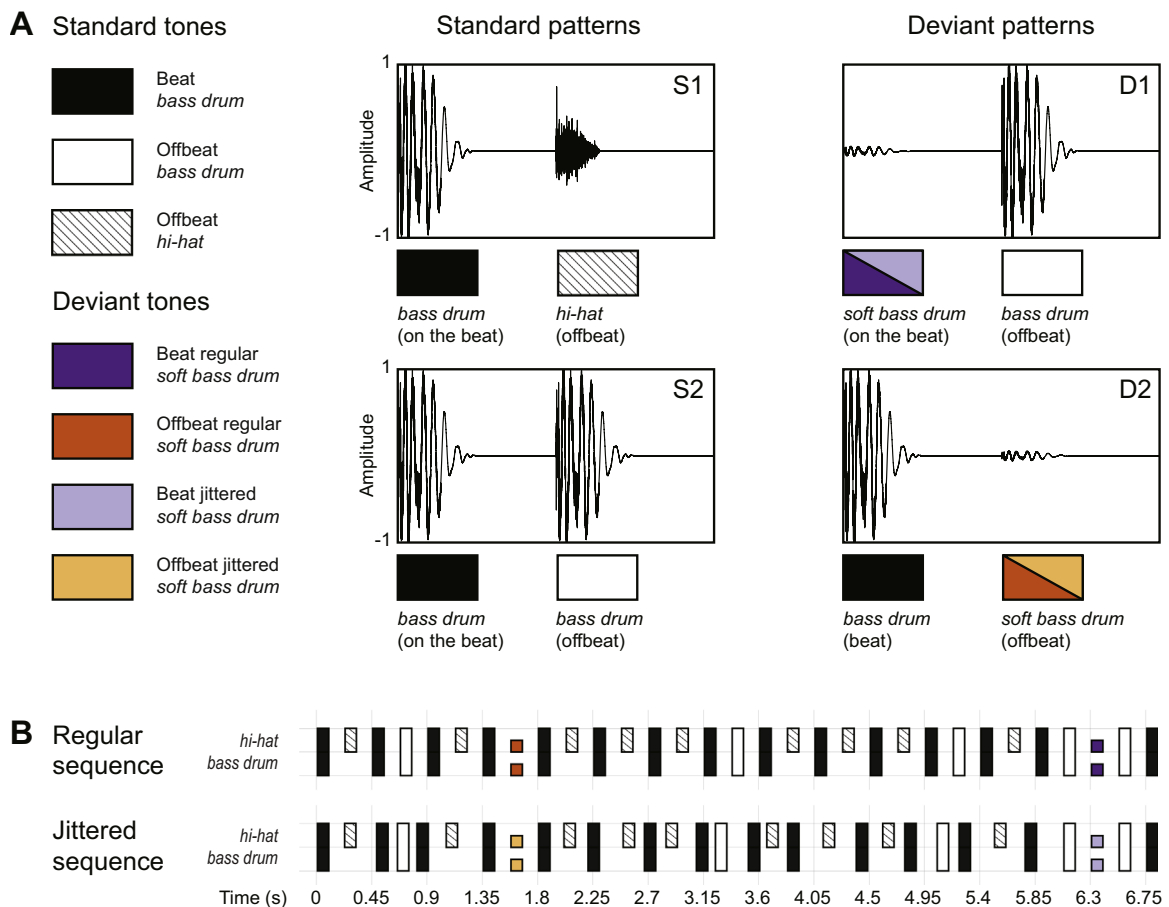 A
Standard tones
Beat
bass drum
Offbeat
bass drum
Offbeat
hi-hat
Deviant tones
Beat regular
soft bass drum
Offbeat regular
soft bass drum
Beat jittered
soft bass drum
Offbeat jittered
soft bass drum
Standard patterns
1
Amplitude
-1
S1
bass drum
(on the beat)
hi-hat
(offbeat)
1
Amplitude
-1
S2
bass drum
(on the beat)
bass drum
(offbeat)
Deviant patterns
D1
soft bass drum
(on the beat)
bass drum
(offbeat)
D2
bass drum
(beat)
soft bass drum
(offbeat)
B
Regular
sequence
hi-hat
bass drum
Jittered
sequence
hi-hat
bass drum
Time (s) 0 0.45 0.9 1.35 1.8 2.25 2.7 3.15 3.6 4.05 4.5 4.95 5.4 5.85 6.3 6.75